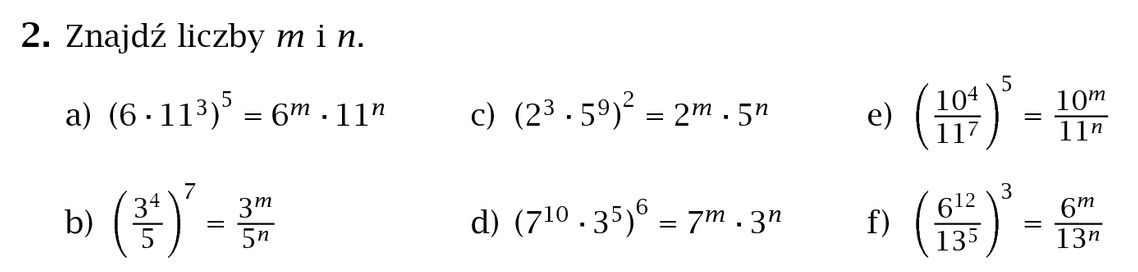 2. Znajdź liczby m i n.
a) (6 · 11³)⁵ = 6ᵐ · 11ⁿ
c) (2³ · 5⁹)² = 2ᵐ · 5ⁿ
e) (10⁴/11⁷)⁵ = 10ᵐ/11ⁿ
b) (3⁴/5)⁷ = 3ᵐ/5ⁿ
d) (7¹⁰ · 3⁵)⁶ = 7ᵐ · 3ⁿ
f) (6¹²/13⁵)³ = 6ᵐ/13ⁿ